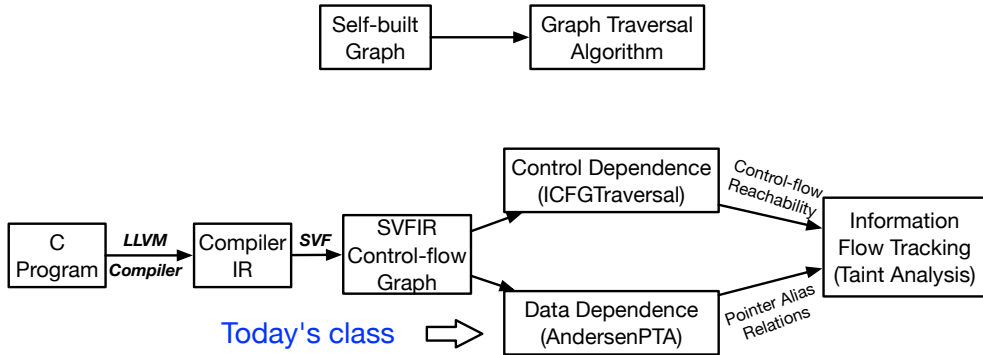 Self-built
Graph
Graph Traversal
Algorithm
Control Dependence
(ICFGTraversal)
Control-flow
Reachability
C
Program
LLVM
Compiler
Compiler
IR
SVF
SVFIR
Control-flow
Graph
Information
Flow Tracking
(Taint Analysis)
Data Dependence
(AndersenPTA)
Pointer Alias
Relations
Today's class